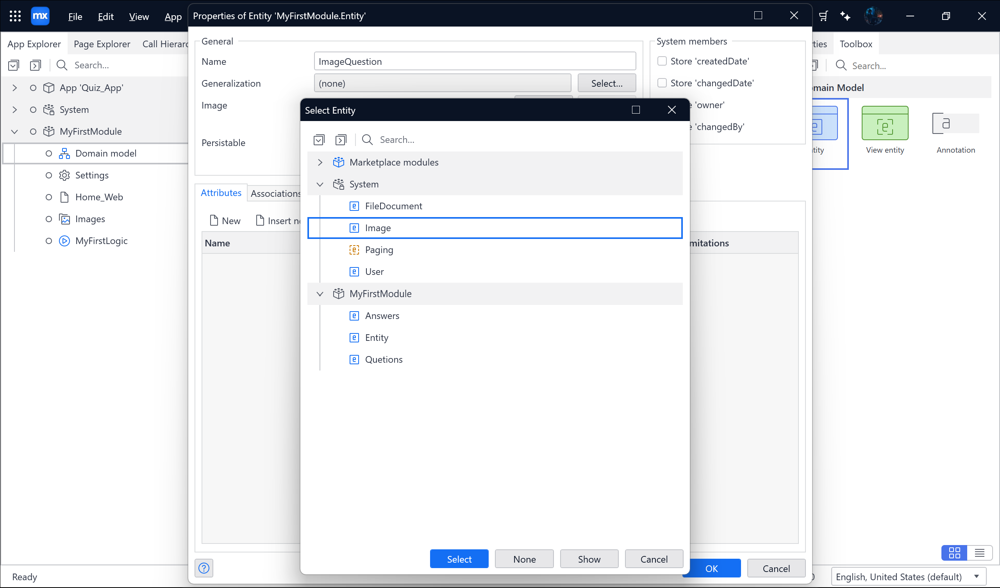 mx File Edit View App
Properties of Entity 'MyFirstModule.Entity'
App Explorer Page Explorer Call Hierarc
Search...
App 'Quiz_App'
System
MyFirstModule
Domain model
Settings
Home_Web
Images
MyFirstLogic
General
Name ImageQuestion
Generalization (none) Select...
Image
Persistable
System members
Store 'createdDate'
Store 'changedDate'
'owner'
'changedBy'
Attributes Associations
New Insert
Name
Select Entity
Search...
Marketplace modules
System
FileDocument
Image
Paging
User
MyFirstModule
Answers
Entity
Quetions
Select None Show Cancel
OK Cancel
Toolbox
Search...
Model
View entity Annotation
Ready
English, United States (default)